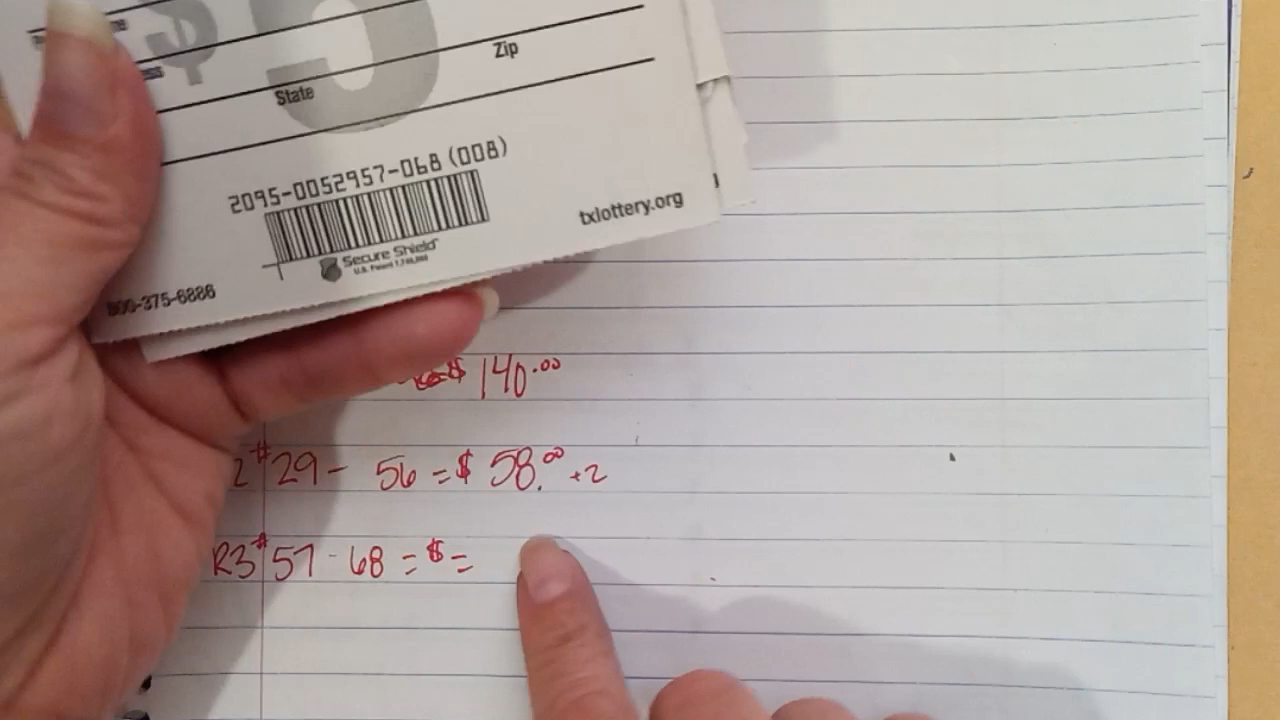 Zip
State
2095-0052957-068 (008)
txlottery.org
Secure Shield
800-375-6886
$ 140.00
2 # 29 - 56 = $ 58.00 +2
R3 # 57 - 68 = $ =